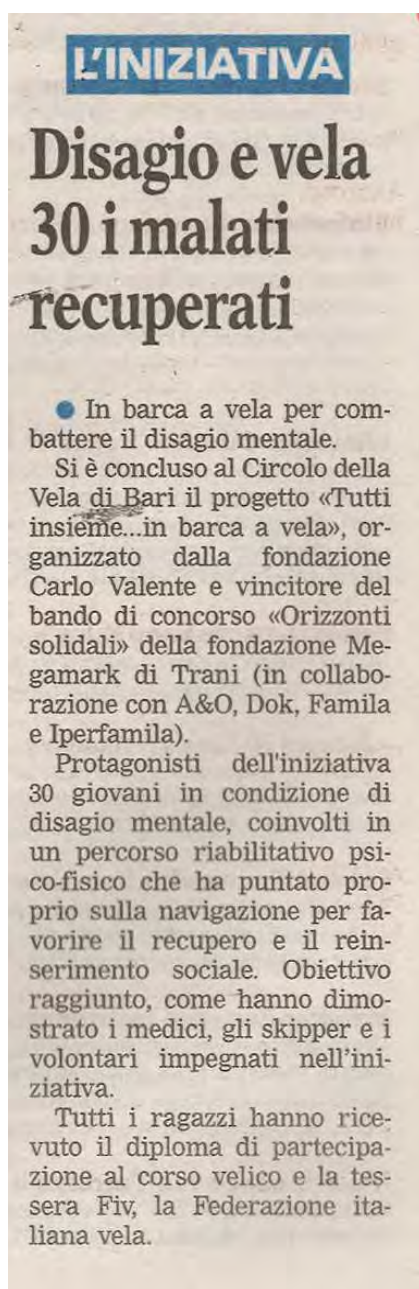 L'INIZIATIVA
Disagio e vela
30 i malati
recuperati
● In barca a vela per com-
battere il disagio mentale.
Si è concluso al Circolo della
Vela di Bari il progetto «Tutti
insieme...in barca a vela», or-
ganizzato dalla fondazione
Carlo Valente e vincitore del
bando di concorso «Orizzonti
solidali» della fondazione Me-
gamark di Trani (in collabo-
razione con A&O, Dok, Famila
e Iperfamila).
Protagonisti dell'iniziativa
30 giovani in condizione di
disagio mentale, coinvolti in
un percorso riabilitativo psi-
co-fisico che ha puntato pro-
prio sulla navigazione per fa-
vorire il recupero e il rein-
serimento sociale. Obiettivo
raggiunto, come hanno dimo-
strato i medici, gli skipper e i
volontari impegnati nell'ini-
ziativa.
Tutti i ragazzi hanno rice-
vuto il diploma di partecipa-
zione al corso velico e la tes-
sera Fiv, la Federazione ita-
liana vela.